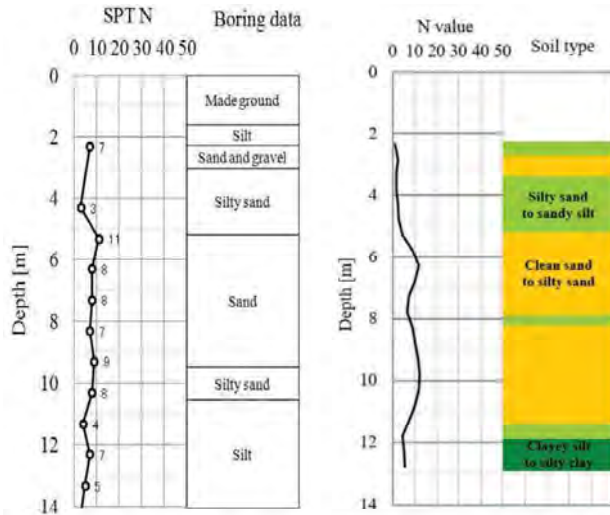 SPT N
Boring data
0 10 20 30 40 50
Depth [m]
0
2
4
6
8
10
12
14
7
3
11
8
8
7
9
8
4
7
5
Made ground
Silt
Sand and gravel
Silty sand
Sand
Silty sand
Silt
N value
Soil type
0 10 20 30 40 50
Depth [m]
0
2
4
6
8
10
12
14
Silty sand
to sandy silt
Clean sand
to silty sand
Clayey silt
to silty clay